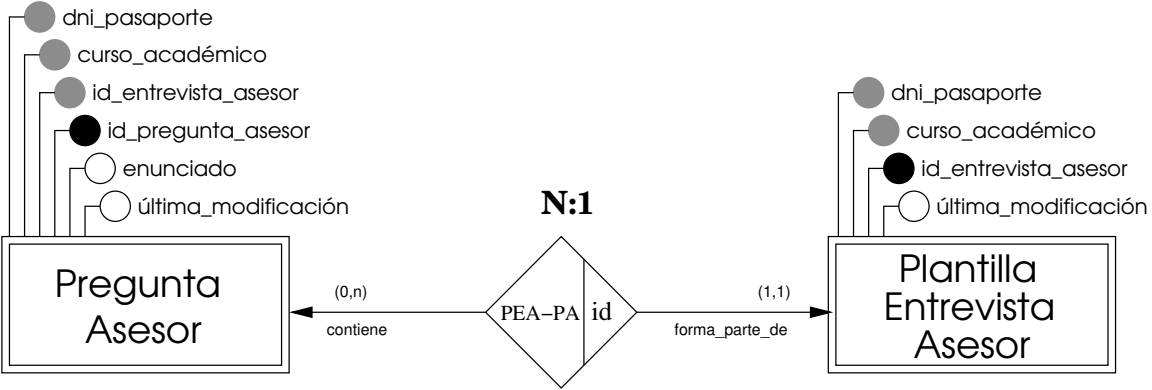 dni_pasaporte
curso_académico
id_entrevista_asesor
id_pregunta_asesor
enunciado
última_modificación
Pregunta
Asesor
N:1
(0,n)
contiene
PEA–PA
id
(1,1)
forma_parte_de
dni_pasaporte
curso_académico
id_entrevista_asesor
última_modificación
Plantilla
Entrevista
Asesor